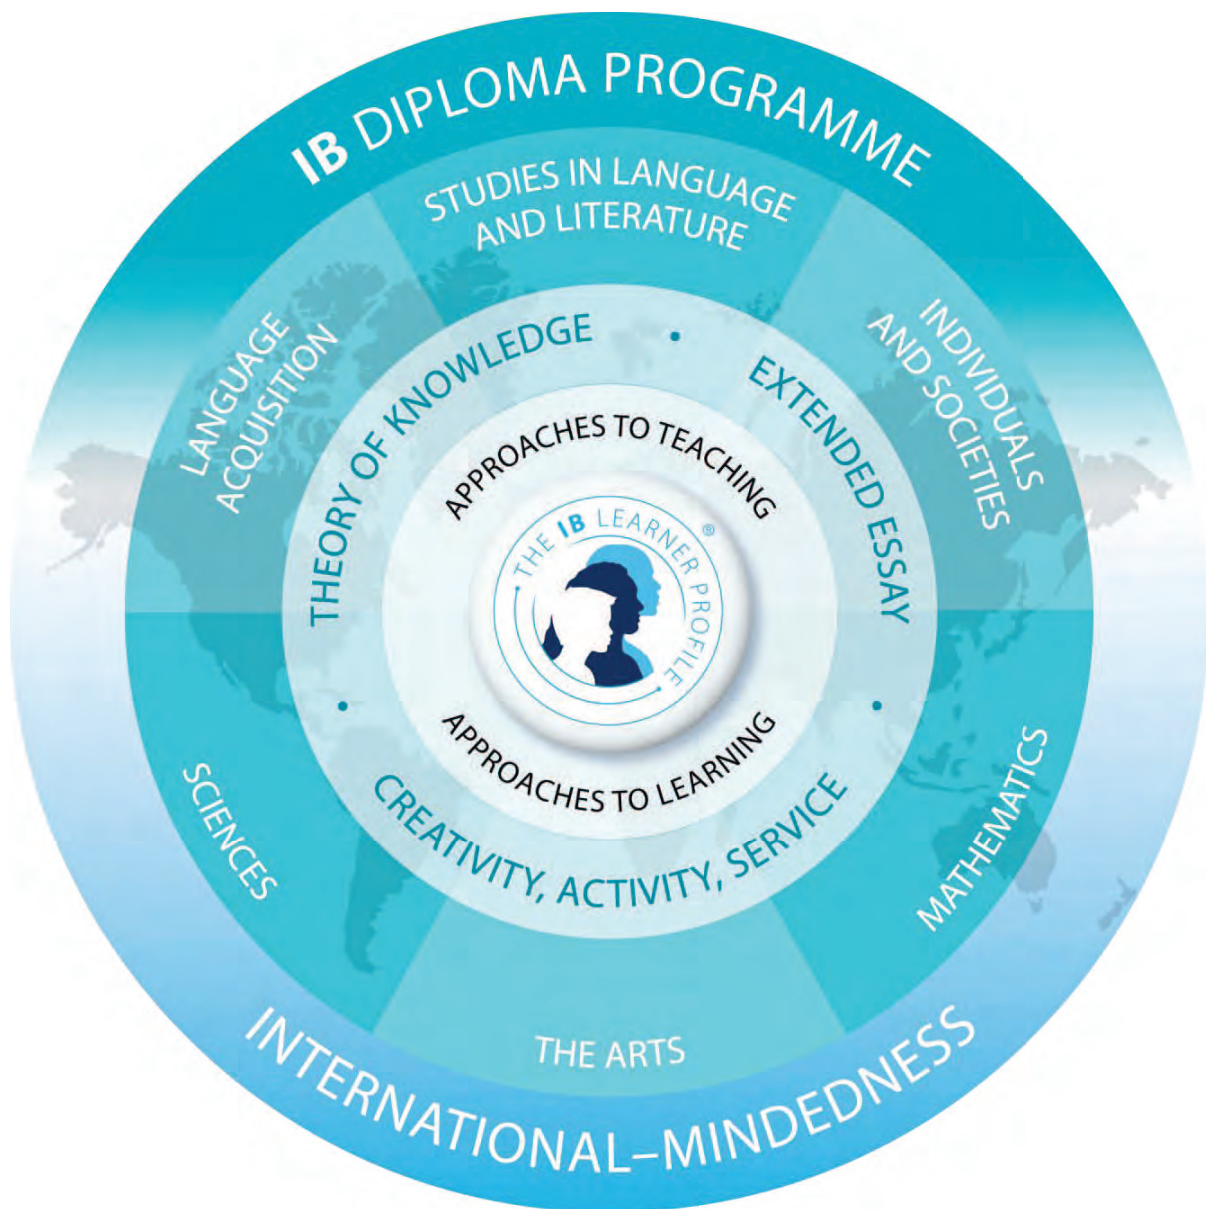 IB DIPLOMA PROGRAMME
STUDIES IN LANGUAGE
AND LITERATURE
LANGUAGE
ACQUISITION
INDIVIDUALS
AND SOCIETIES
THEORY OF KNOWLEDGE
•
EXTENDED ESSAY
APPROACHES TO TEACHING
• THE IB LEARNER PROFILE •
®
APPROACHES TO LEARNING
•
CREATIVITY, ACTIVITY, SERVICE
•
SCIENCES
MATHEMATICS
THE ARTS
INTERNATIONAL–MINDEDNESS